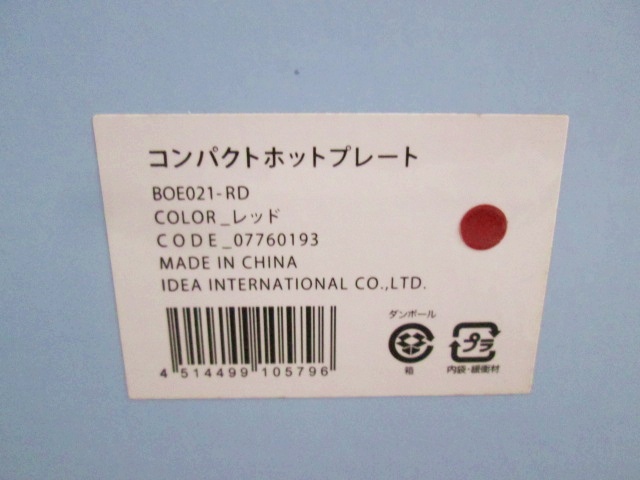 コンパクトホットプレート
BOE021-RD
COLOR_レッド
CODE_07760193
MADE IN CHINA
IDEA INTERNATIONAL CO.,LTD.
4 514499 105796
ダンボール
箱
プラ
内袋・緩衝材